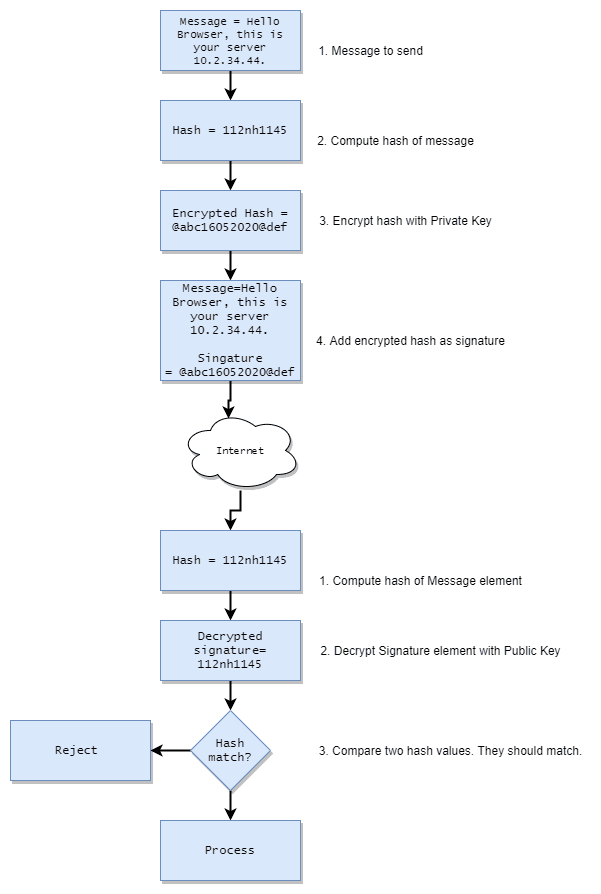 Message = Hello
Browser, this is
your server
10.2.34.44.
1. Message to send
Hash = 112nh1145
2. Compute hash of message
Encrypted Hash =
@abc16052020@def
3. Encrypt hash with Private Key
Message=Hello
Browser, this is
your server
10.2.34.44.
Singature
= @abc16052020@def
4. Add encrypted hash as signature
Internet
Hash = 112nh1145
1. Compute hash of Message element
Decrypted
signature=
112nh1145
2. Decrypt Signature element with Public Key
Reject
Hash
match?
3. Compare two hash values. They should match.
Process